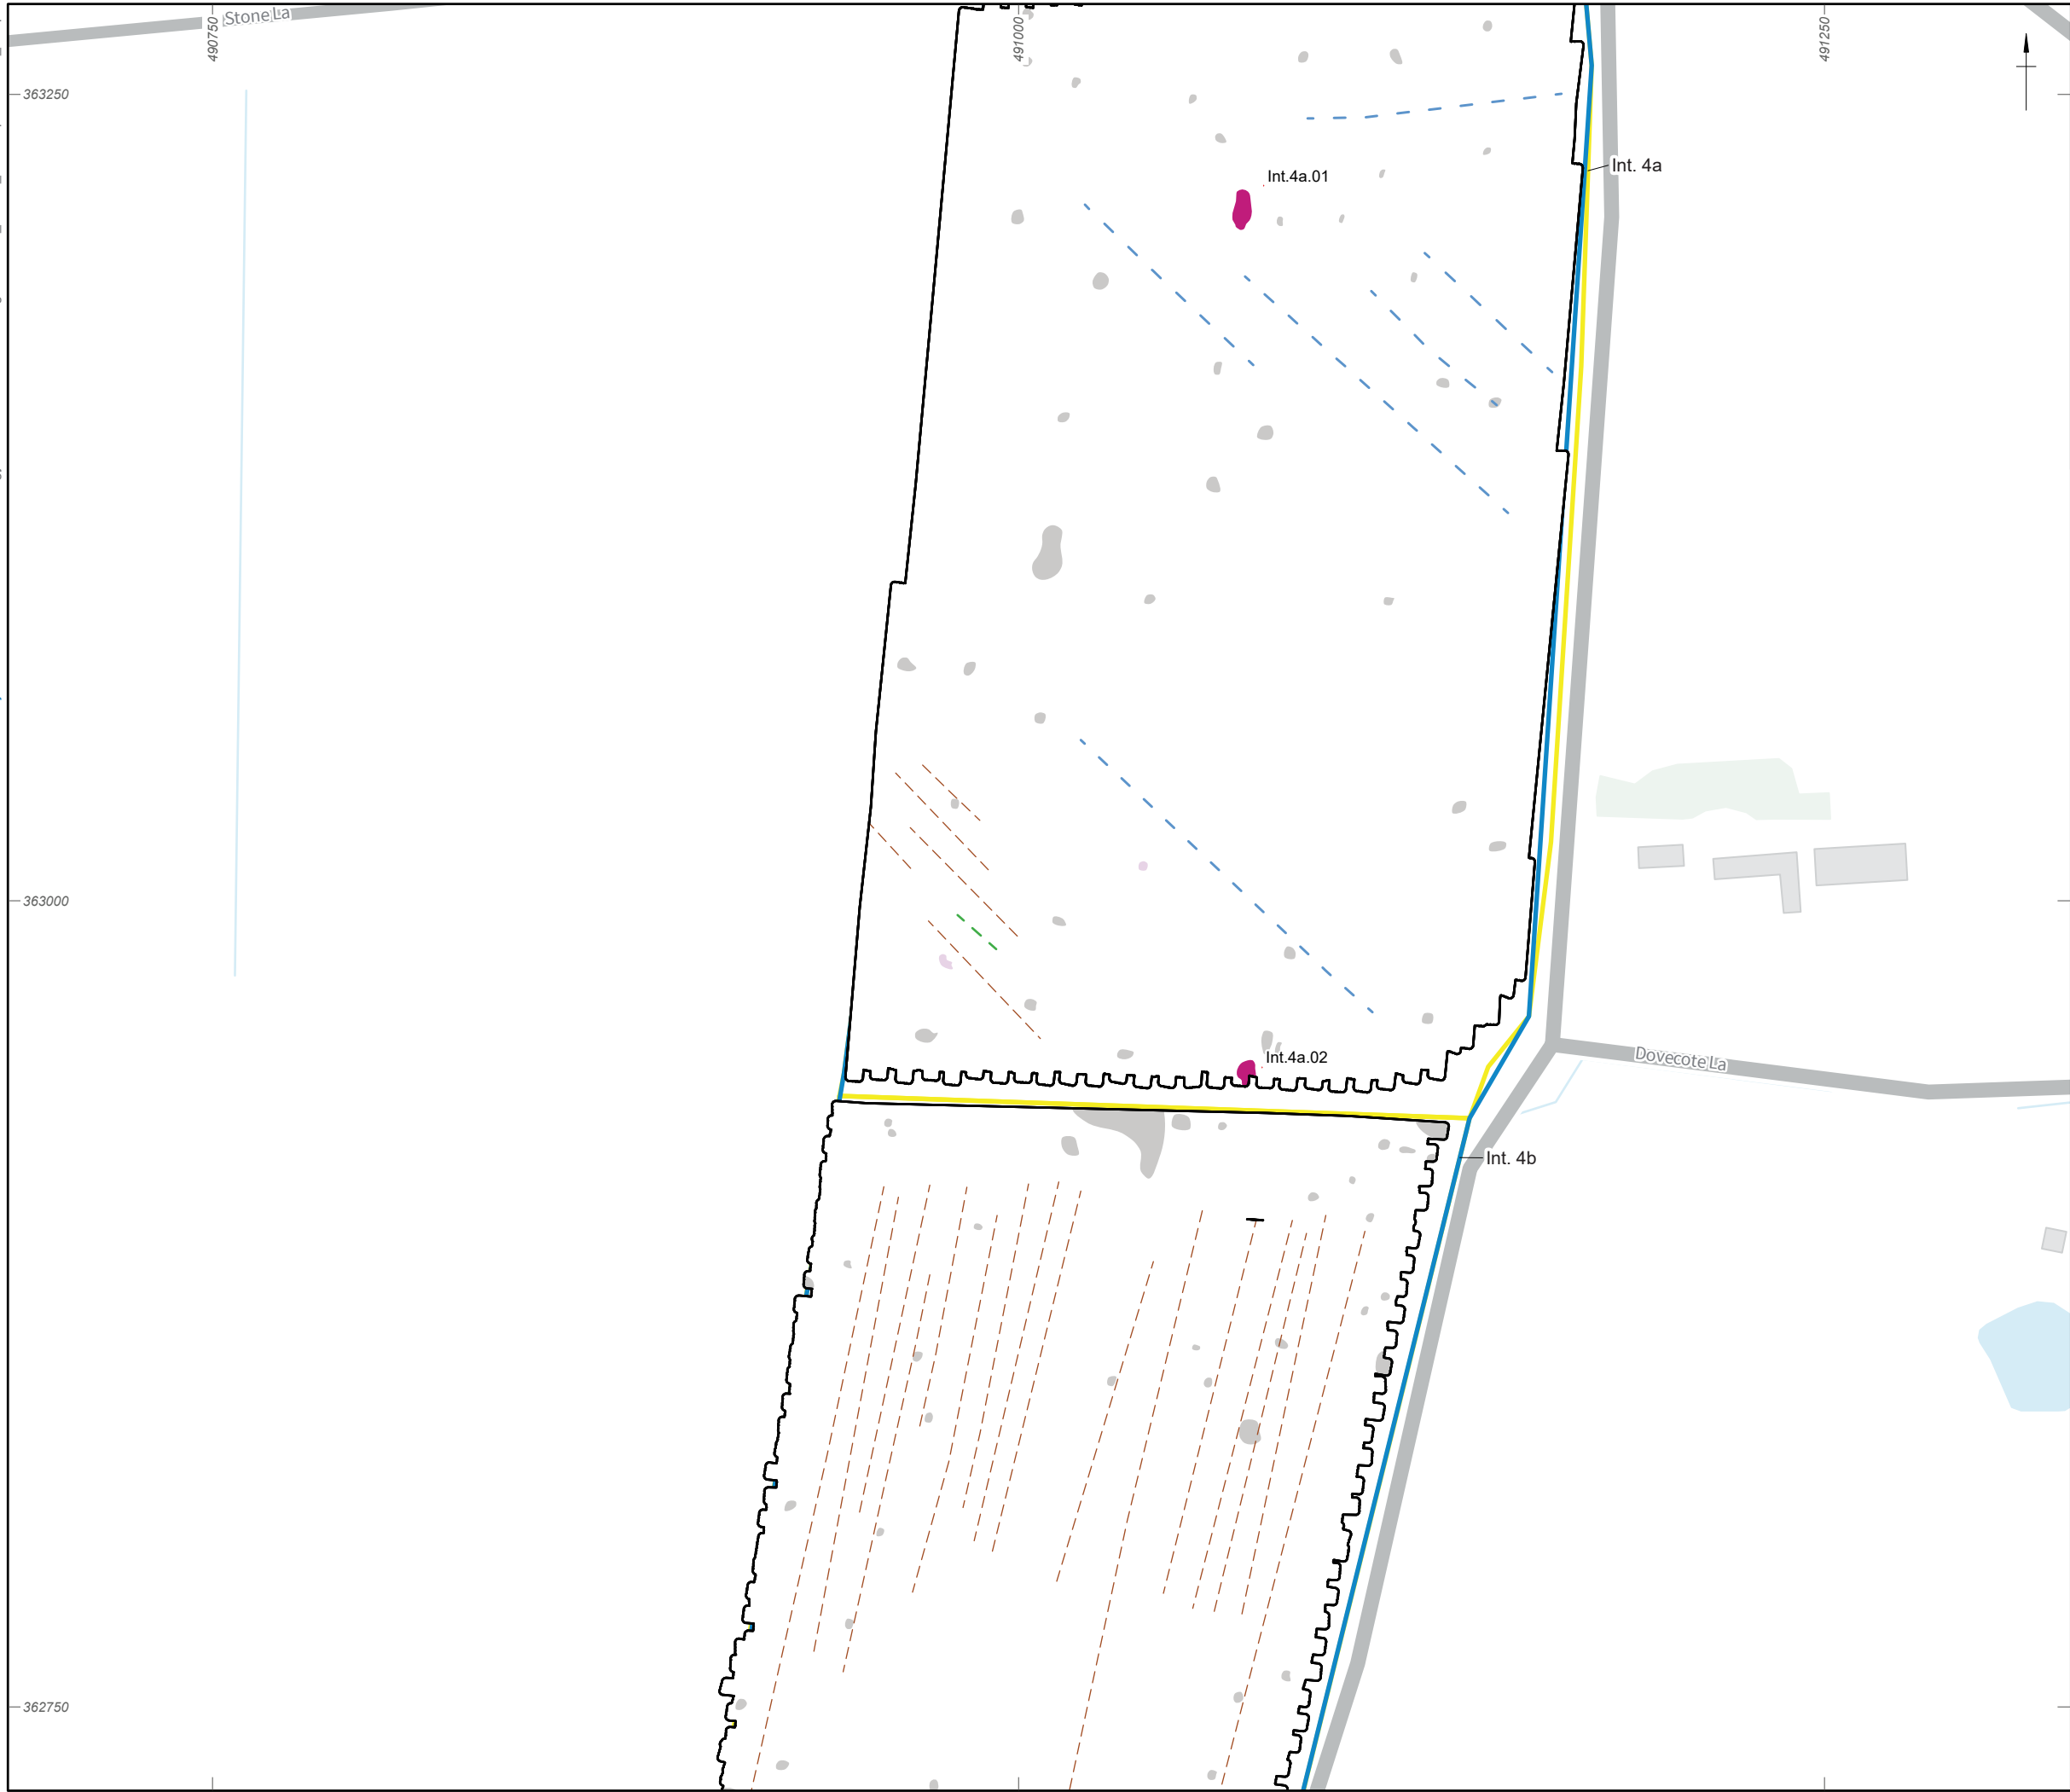 Stone La
490750
491000
491250
363250
Int. 4a
Int.4a.01
363000
Int.4a.02
Dovecote La
Int. 4b
362750